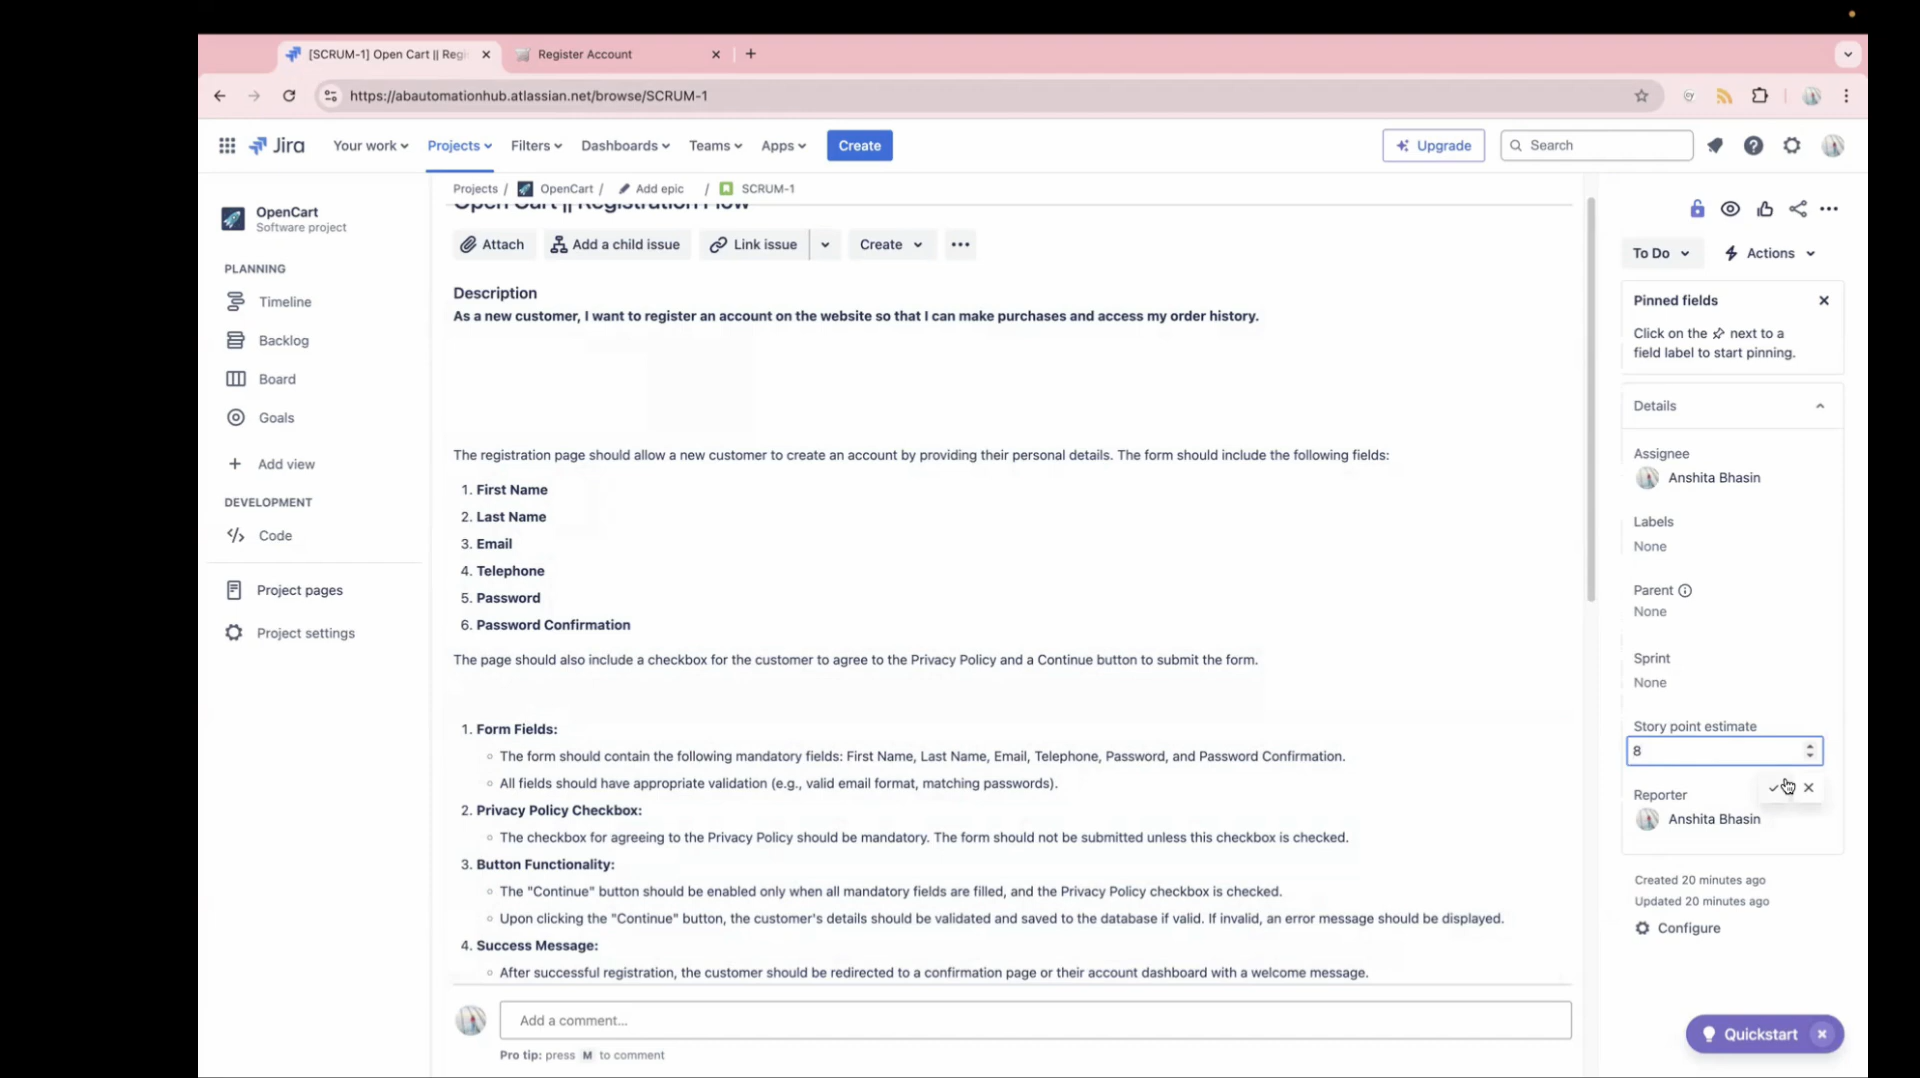 [SCRUM-1] Open Cart || Regi
Register Account
https://abautomationhub.atlassian.net/browse/SCRUM-1
Jira
Your work
Projects
Filters
Dashboards
Teams
Apps
Create
Upgrade
Search
OpenCart
Software project
PLANNING
Timeline
Backlog
Board
Goals
Add view
DEVELOPMENT
Code
Project pages
Project settings
Projects / OpenCart / Add epic / SCRUM-1
Open Cart || Registration Flow
Attach
Add a child issue
Link issue
Create
Description
As a new customer, I want to register an account on the website so that I can make purchases and access my order history.
The registration page should allow a new customer to create an account by providing their personal details. The form should include the following fields:
1. First Name
2. Last Name
3. Email
4. Telephone
5. Password
6. Password Confirmation
The page should also include a checkbox for the customer to agree to the Privacy Policy and a Continue button to submit the form.
1. Form Fields:
The form should contain the following mandatory fields: First Name, Last Name, Email, Telephone, Password, and Password Confirmation.
All fields should have appropriate validation (e.g., valid email format, matching passwords).
2. Privacy Policy Checkbox:
The checkbox for agreeing to the Privacy Policy should be mandatory. The form should not be submitted unless this checkbox is checked.
3. Button Functionality:
The "Continue" button should be enabled only when all mandatory fields are filled, and the Privacy Policy checkbox is checked.
Upon clicking the "Continue" button, the customer's details should be validated and saved to the database if valid. If invalid, an error message should be displayed.
4. Success Message:
After successful registration, the customer should be redirected to a confirmation page or their account dashboard with a welcome message.
Add a comment...
Pro tip: press M to comment
To Do
Actions
Pinned fields
Click on the next to a
field label to start pinning.
Details
Assignee
Anshita Bhasin
Labels
None
Parent
None
Sprint
None
Story point estimate
8
Reporter
Anshita Bhasin
Created 20 minutes ago
Updated 20 minutes ago
Configure
Quickstart